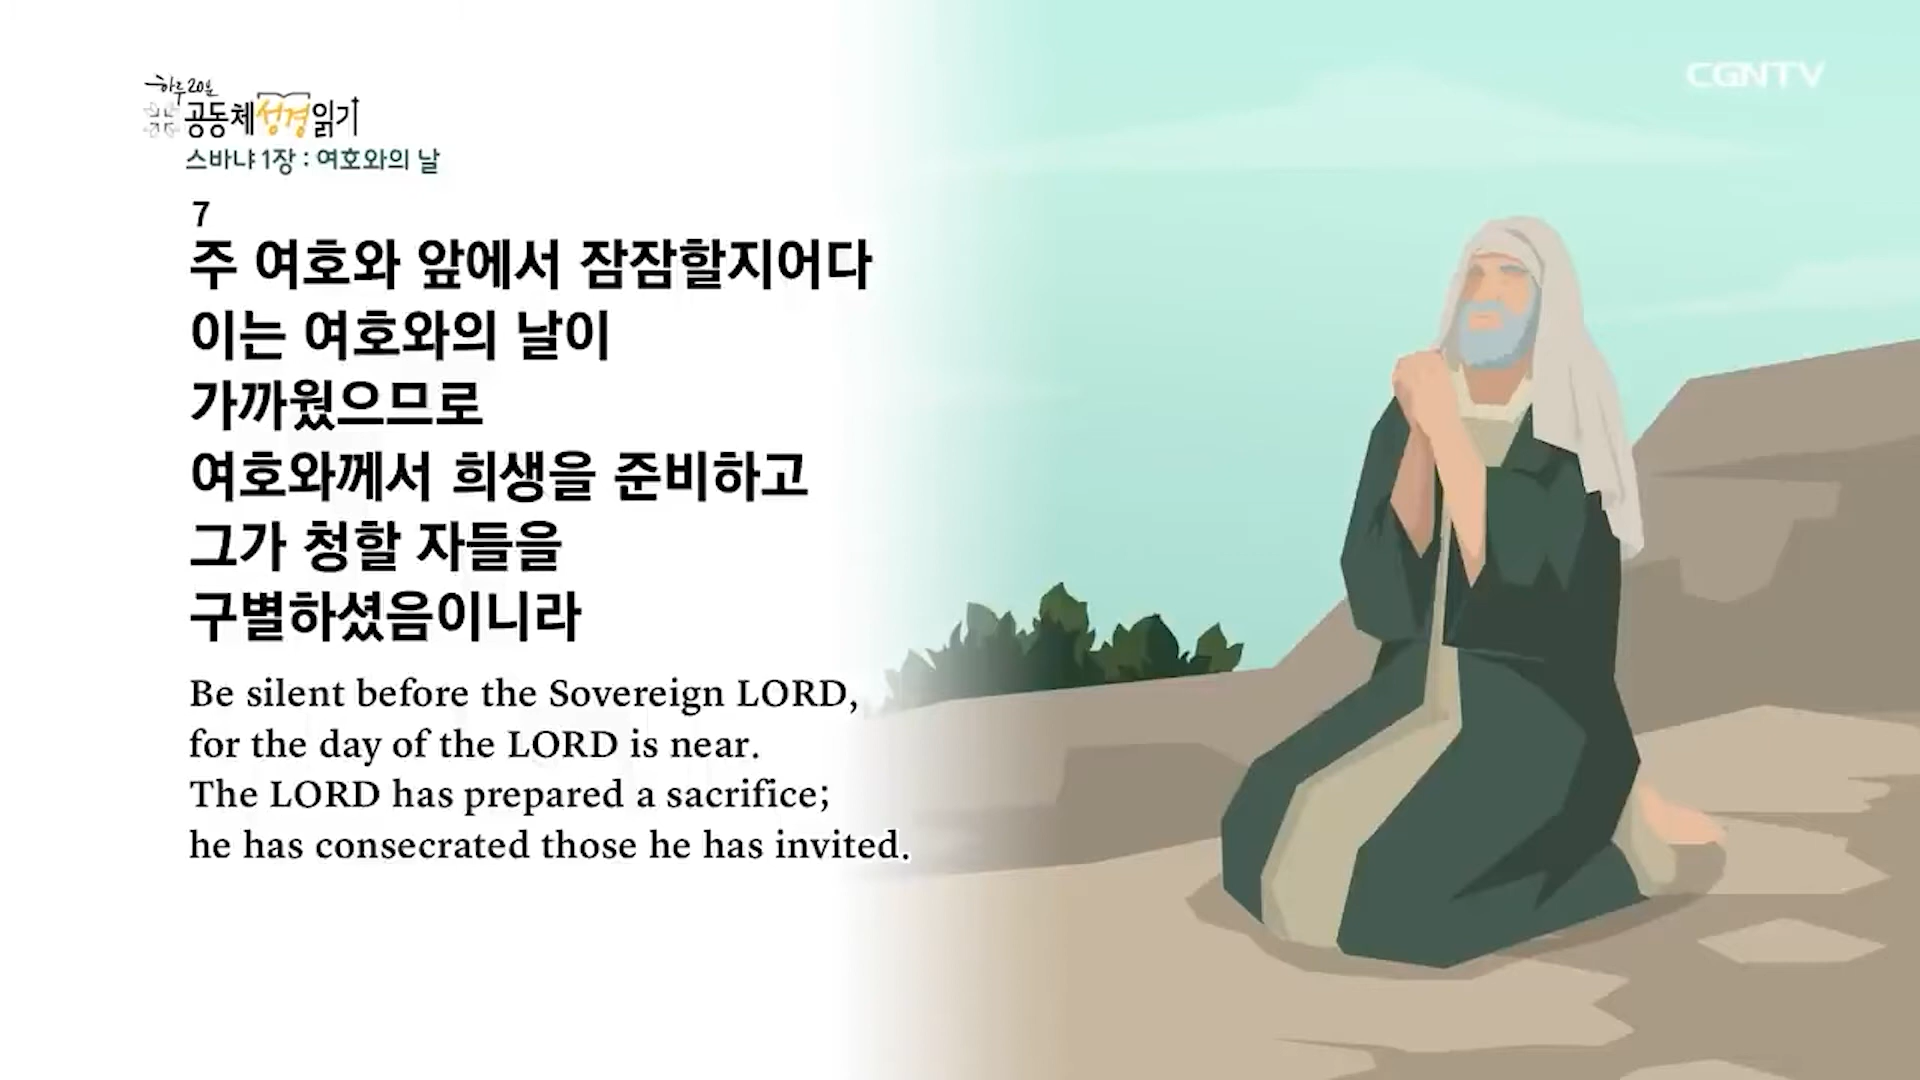 하루 20분
공동체성경읽기
스바냐 1장 : 여호와의 날
CGNTV
7
주 여호와 앞에서 잠잠할지어다
이는 여호와의 날이
가까웠으므로
여호와께서 희생을 준비하고
그가 청할 자들을
구별하셨음이니라
Be silent before the Sovereign LORD,
for the day of the LORD is near.
The LORD has prepared a sacrifice;
he has consecrated those he has invited.